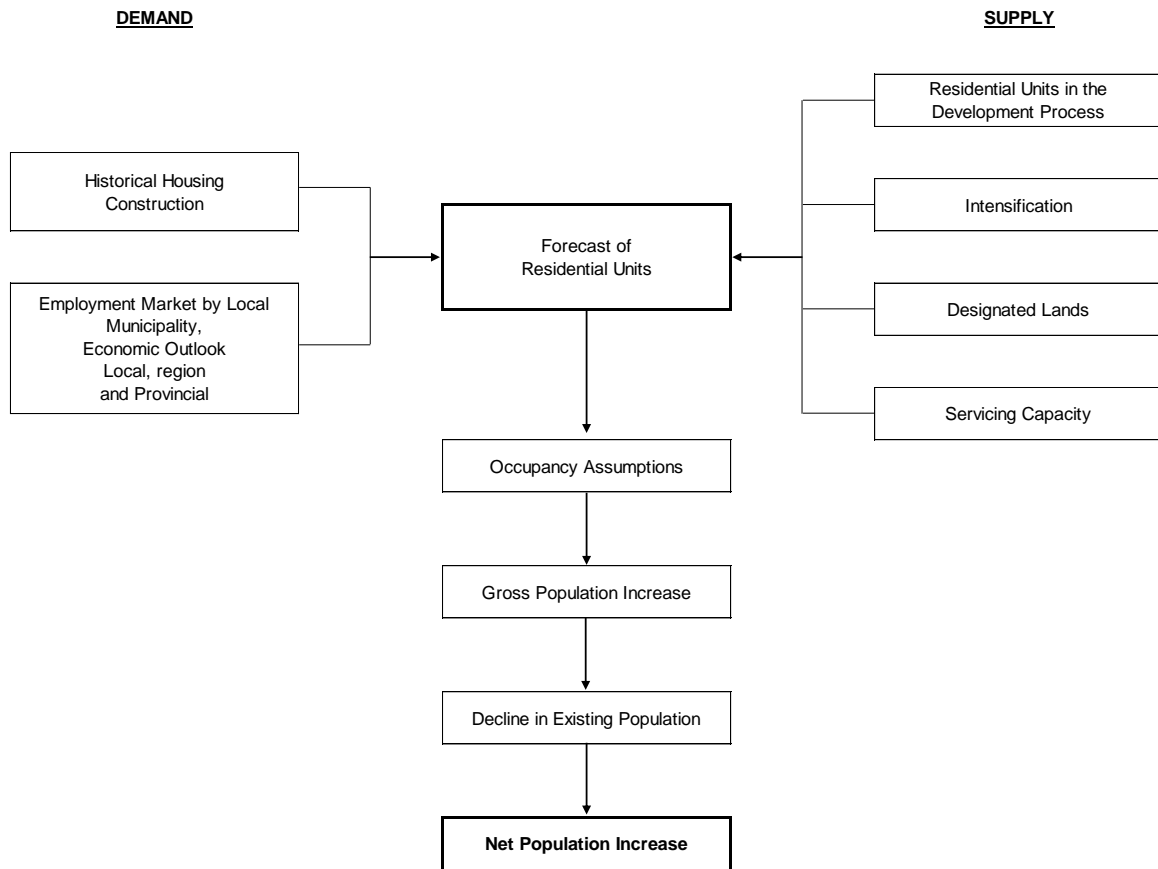 DEMAND
SUPPLY
Residential Units in the
Development Process
Historical Housing
Construction
Intensification
Forecast of
Residential Units
Employment Market by Local
Municipality,
Economic Outlook
Local, region
and Provincial
Designated Lands
Servicing Capacity
Occupancy Assumptions
Gross Population Increase
Decline in Existing Population
Net Population Increase